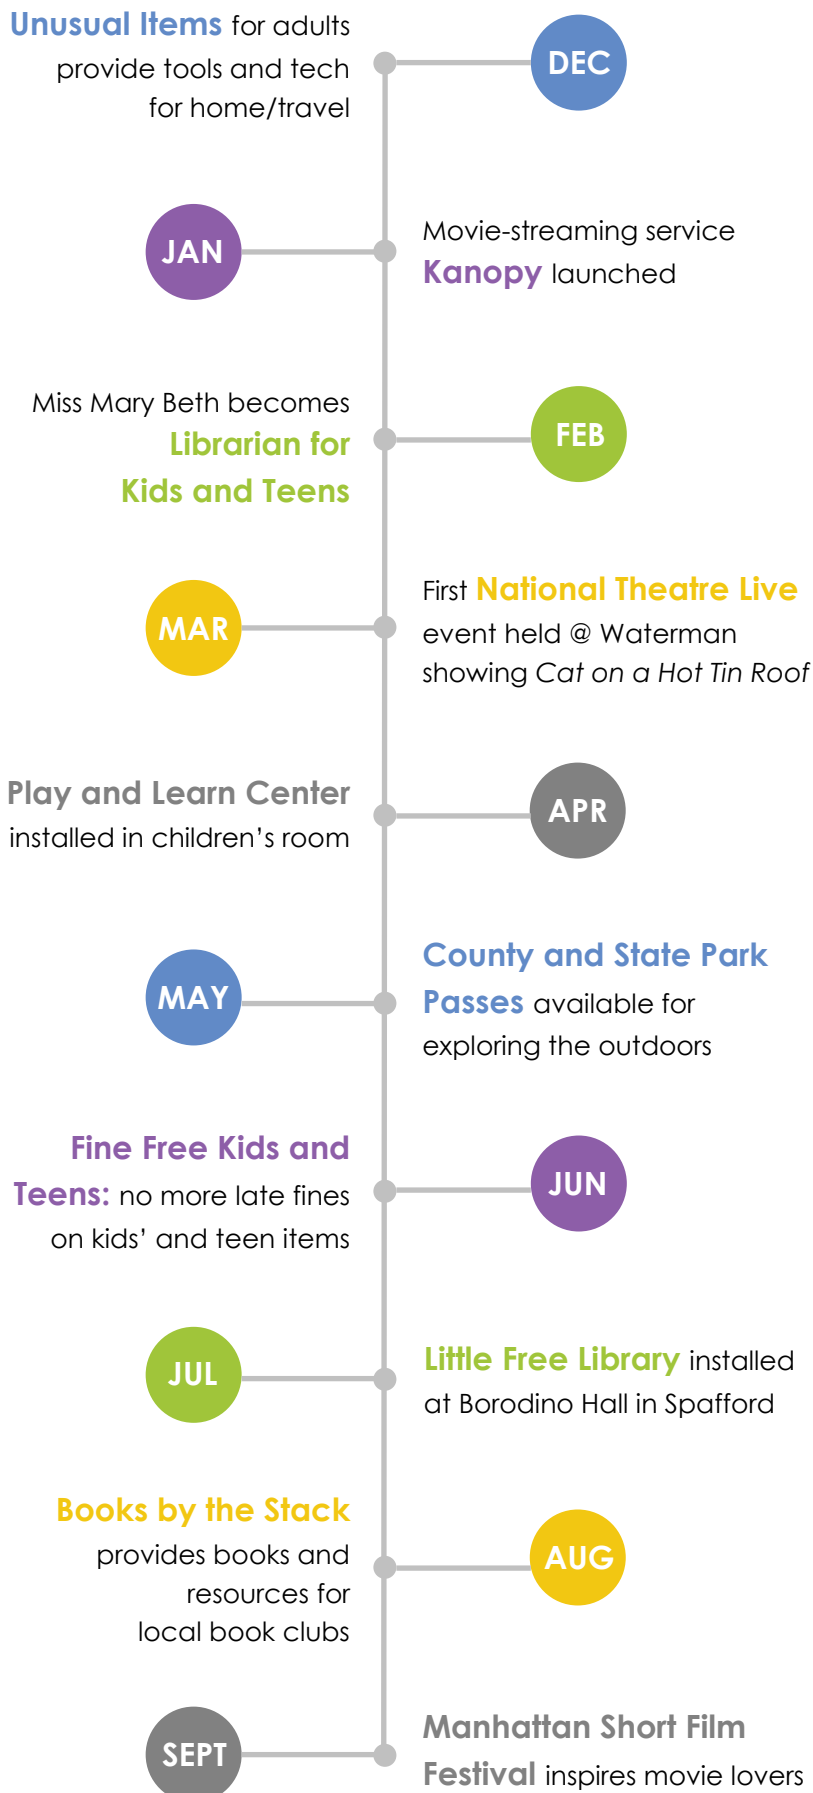 Unusual Items for adults
provide tools and tech
for home/travel
DEC
JAN
Movie-streaming service
Kanopy launched
Miss Mary Beth becomes
Librarian for
Kids and Teens
FEB
MAR
First National Theatre Live
event held @ Waterman
showing Cat on a Hot Tin Roof
Play and Learn Center
installed in children’s room
APR
MAY
County and State Park
Passes available for
exploring the outdoors
Fine Free Kids and
Teens: no more late fines
on kids’ and teen items
JUN
JUL
Little Free Library installed
at Borodino Hall in Spafford
Books by the Stack
provides books and
resources for
local book clubs
AUG
SEPT
Manhattan Short Film
Festival inspires movie lovers